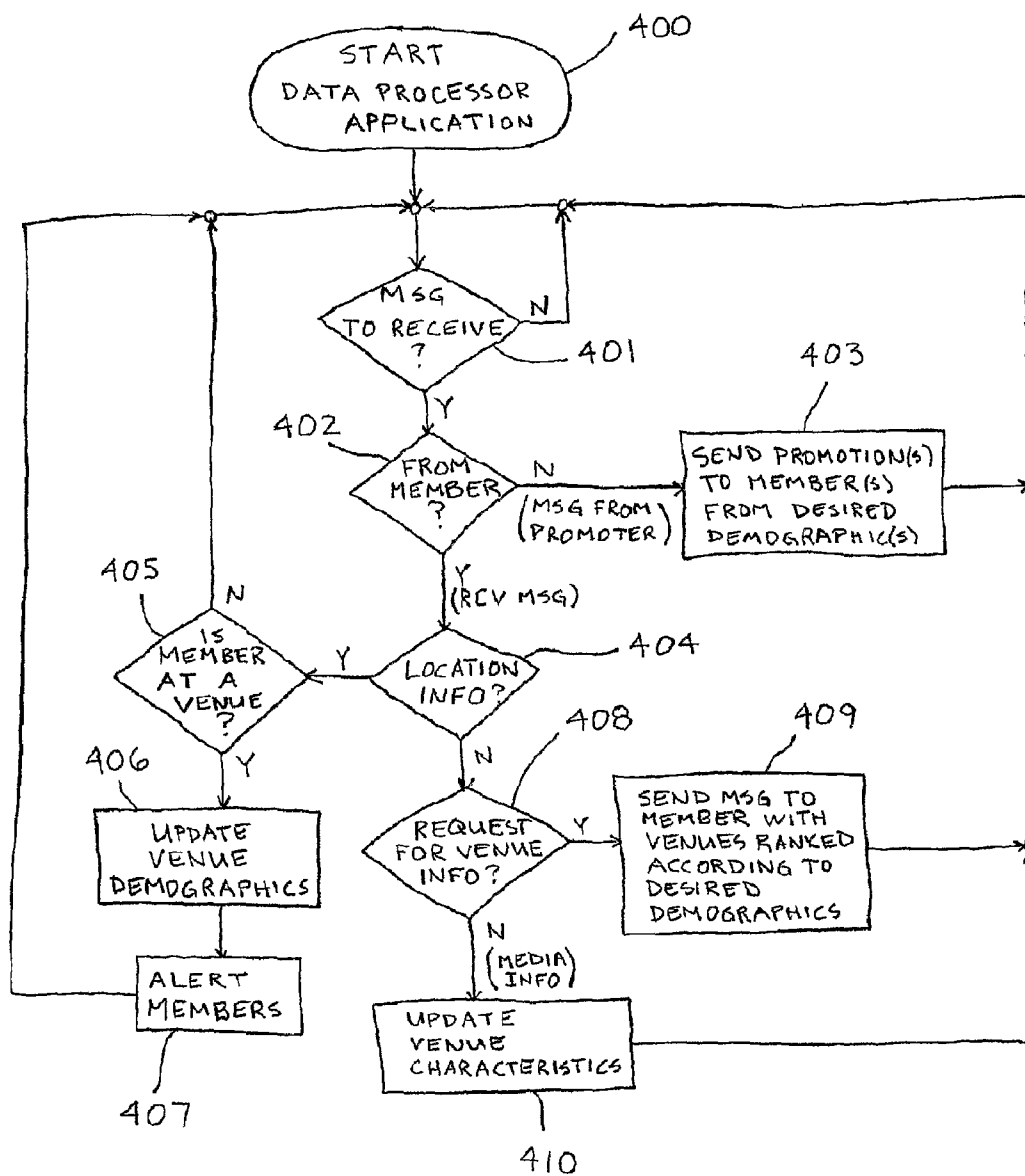 400
START
DATA PROCESSOR
APPLICATION
MSG
TO RECEIVE
?
N
401
Y
402
FROM
MEMBER
?
N
(MSG FROM
PROMOTER)
403
SEND PROMOTION(S)
TO MEMBER(S)
FROM DESIRED
DEMOGRAPHIC(S)
Y
(RCV MSG)
405
N
IS
MEMBER
AT A
VENUE
?
Y
LOCATION
INFO?
404
Y
N
406
UPDATE
VENUE
DEMOGRAPHICS
408
REQUEST
FOR VENUE
INFO?
Y
409
SEND MSG TO
MEMBER WITH
VENUES RANKED
ACCORDING TO
DESIRED
DEMOGRAPHICS
N
(MEDIA
INFO)
ALERT
MEMBERS
407
UPDATE
VENUE
CHARACTERISTICS
410